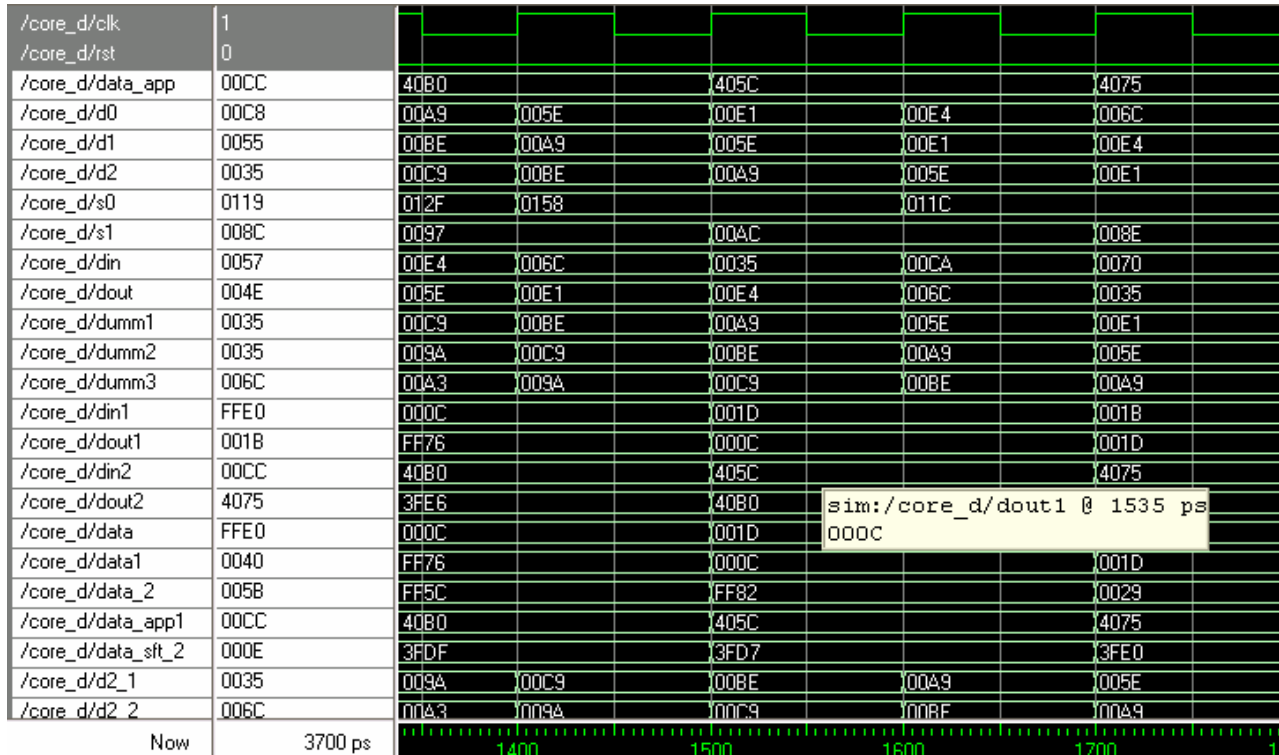 /core_d/clk 1
/core_d/rst 0
/core_d/data_app 00CC 40B0 405C 4075
/core_d/d0 00C8 00A9 005E 00E1 00E4 006C
/core_d/d1 0055 00BE 00A9 005E 00E1 00E4
/core_d/d2 0035 00C9 00BE 00A9 005E 00E1
/core_d/s0 0119 012F 0158 011C
/core_d/s1 008C 0097 00AC 008E
/core_d/din 0057 00E4 006C 0035 00CA 0070
/core_d/dout 004E 005E 00E1 00E4 006C 0035
/core_d/dumm1 0035 00C9 00BE 00A9 005E 00E1
/core_d/dumm2 0035 009A 00C9 00BE 00A9 005E
/core_d/dumm3 006C 00A3 009A 00C9 00BE 00A9
/core_d/din1 FFE0 000C 001D 001B
/core_d/dout1 001B FF76 000C 001D
/core_d/din2 00CC 40B0 405C 4075
/core_d/dout2 4075 3FE6 40B0 sim:/core_d/dout1 @ 1535 ps
/core_d/data FFE0 000C 001D 000C
/core_d/data1 0040 FF76 000C 001D
/core_d/data_2 005B FF5C FF82 0029
/core_d/data_app1 00CC 40B0 405C 4075
/core_d/data_sft_2 000E 3FDF 3FD7 3FE0
/core_d/d2_1 0035 009A 00C9 00BE 00A9 005E
/core_d/d2_2 006C 00A3 009A 00C9 00BE 00A9
Now 3700 ps 1400 1500 1600 1700